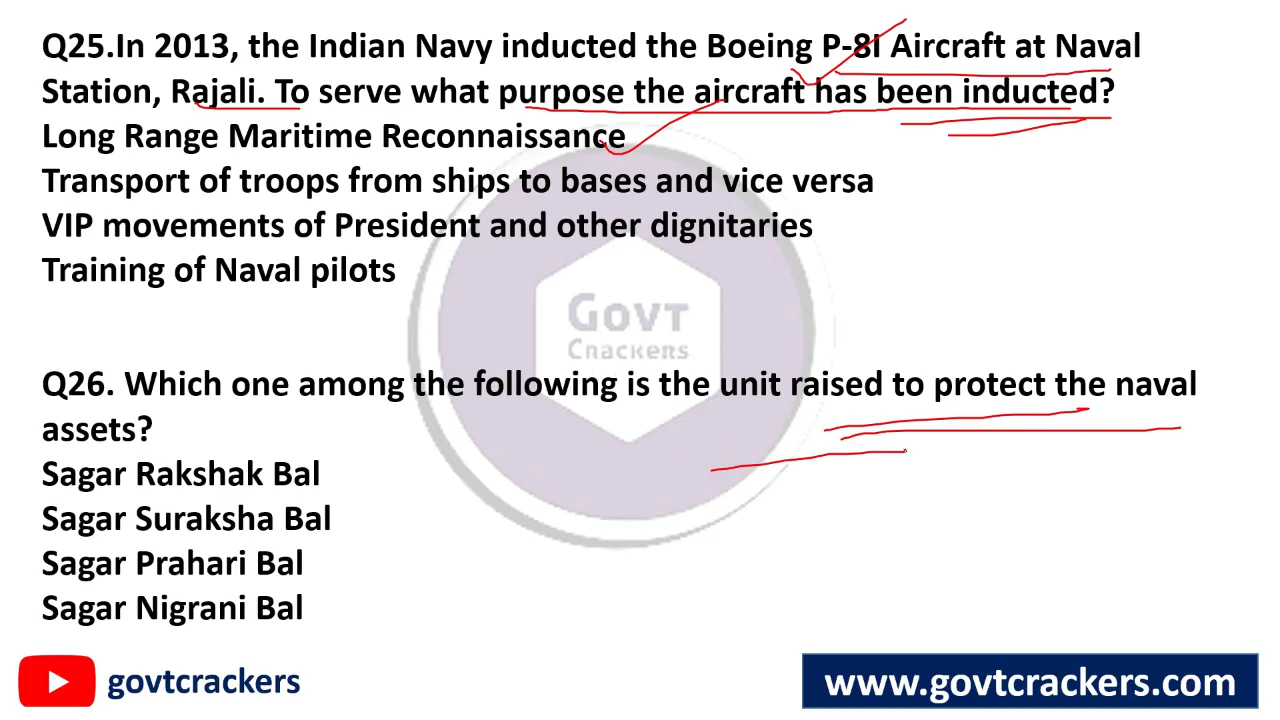 Q25.In 2013, the Indian Navy inducted the Boeing P-8I Aircraft at Naval
Station, Rajali. To serve what purpose the aircraft has been inducted?
Long Range Maritime Reconnaissance
Transport of troops from ships to bases and vice versa
VIP movements of President and other dignitaries
Training of Naval pilots
GOVT
CRACKERS
Q26. Which one among the following is the unit raised to protect the naval
assets?
Sagar Rakshak Bal
Sagar Suraksha Bal
Sagar Prahari Bal
Sagar Nigrani Bal
govtcrackers
www.govtcrackers.com